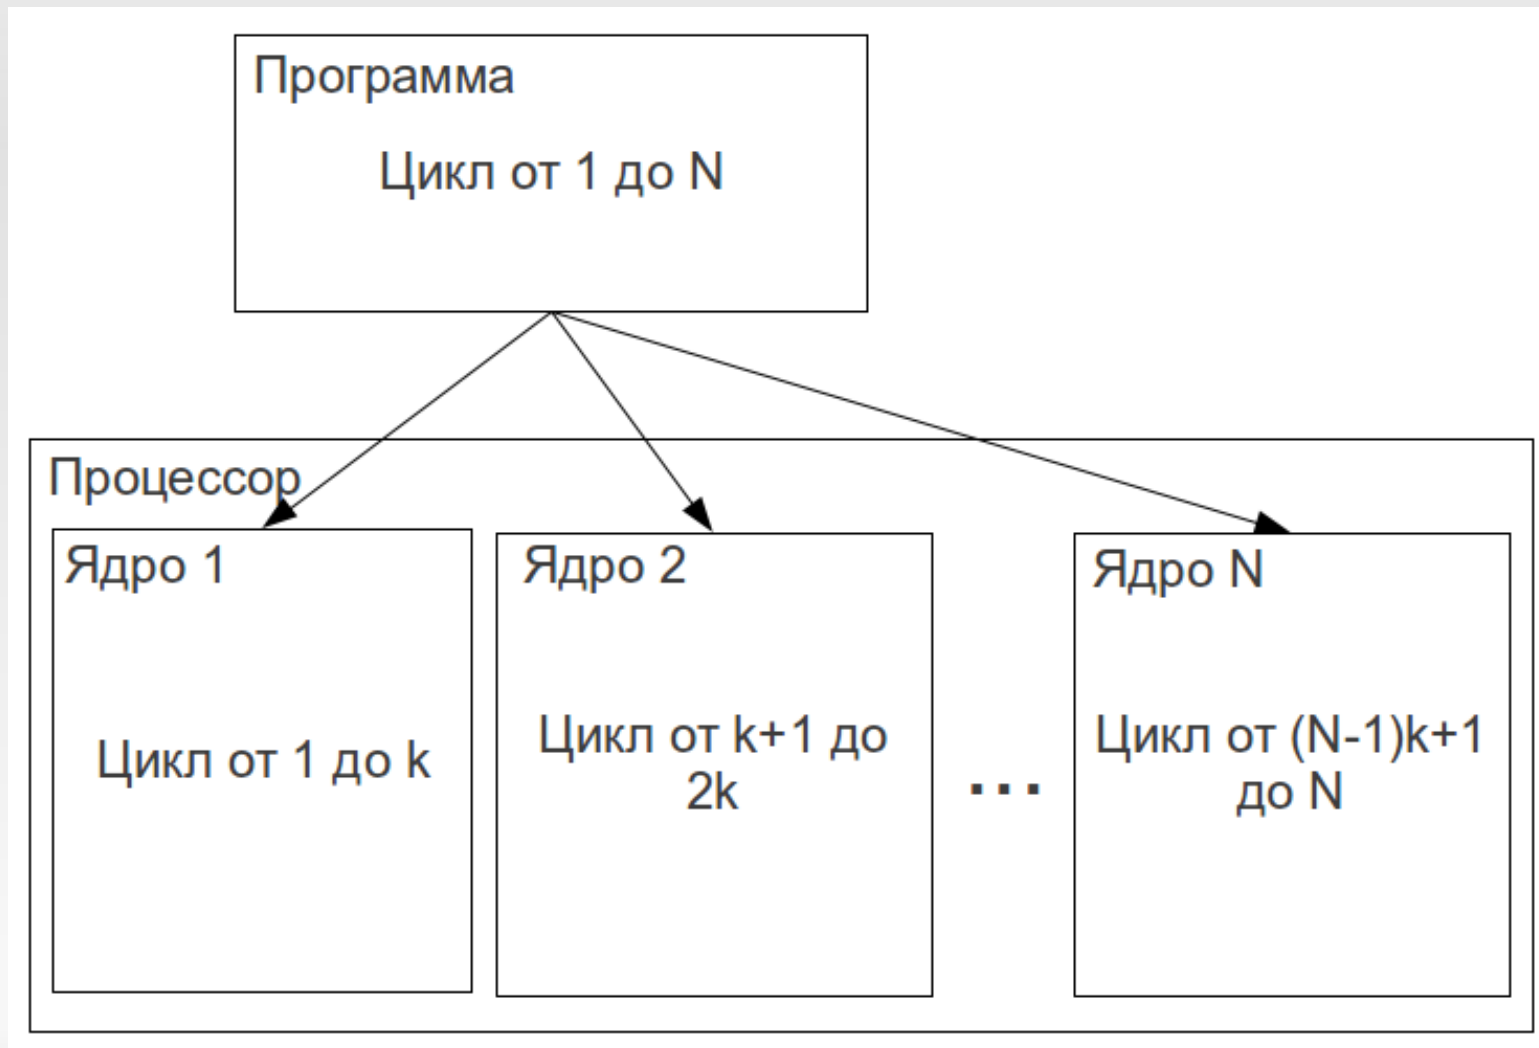 Программа
Цикл от 1 до N
Процессор
Ядро 1
Цикл от 1 до k
Ядро 2
Цикл от k+1 до
2k
...
Ядро N
Цикл от (N-1)k+1
до N